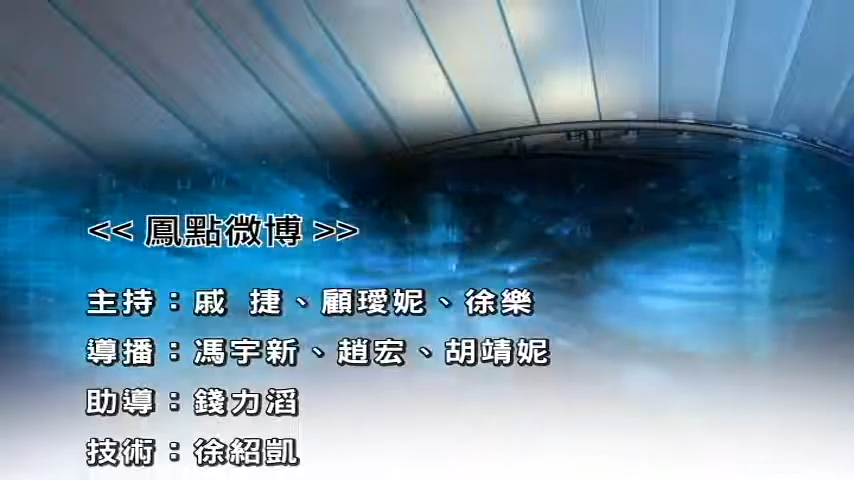 << 鳳點微博 >>
主持：戚 捷、顧璦妮、徐樂
導播：馮宇新、趙宏、胡靖妮
助導：錢力滔
技術：徐紹凱